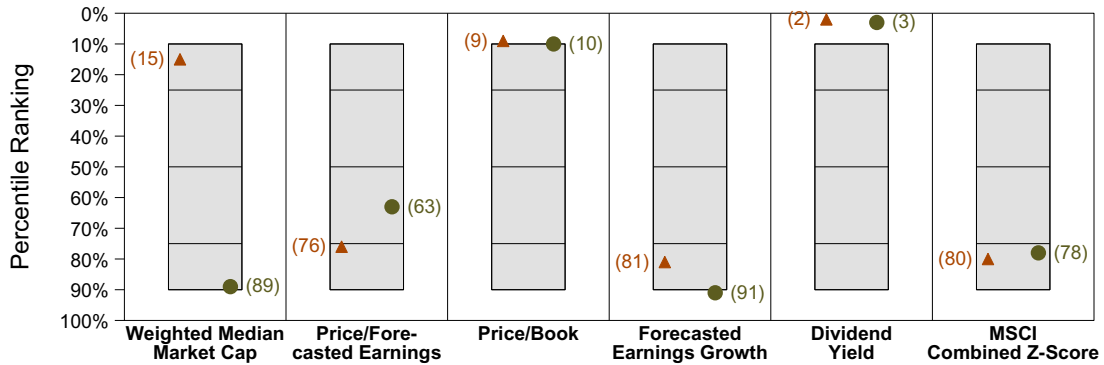 Percentile Ranking
0%
10%
20%
30%
40%
50%
60%
70%
80%
90%
100%
(15)
(89)
(76)
(63)
(9)
(10)
(81)
(91)
(2)
(3)
(80)
(78)
Weighted Median
Market Cap
Price/Fore-
casted Earnings
Price/Book
Forecasted
Earnings Growth
Dividend
Yield
MSCI
Combined Z-Score